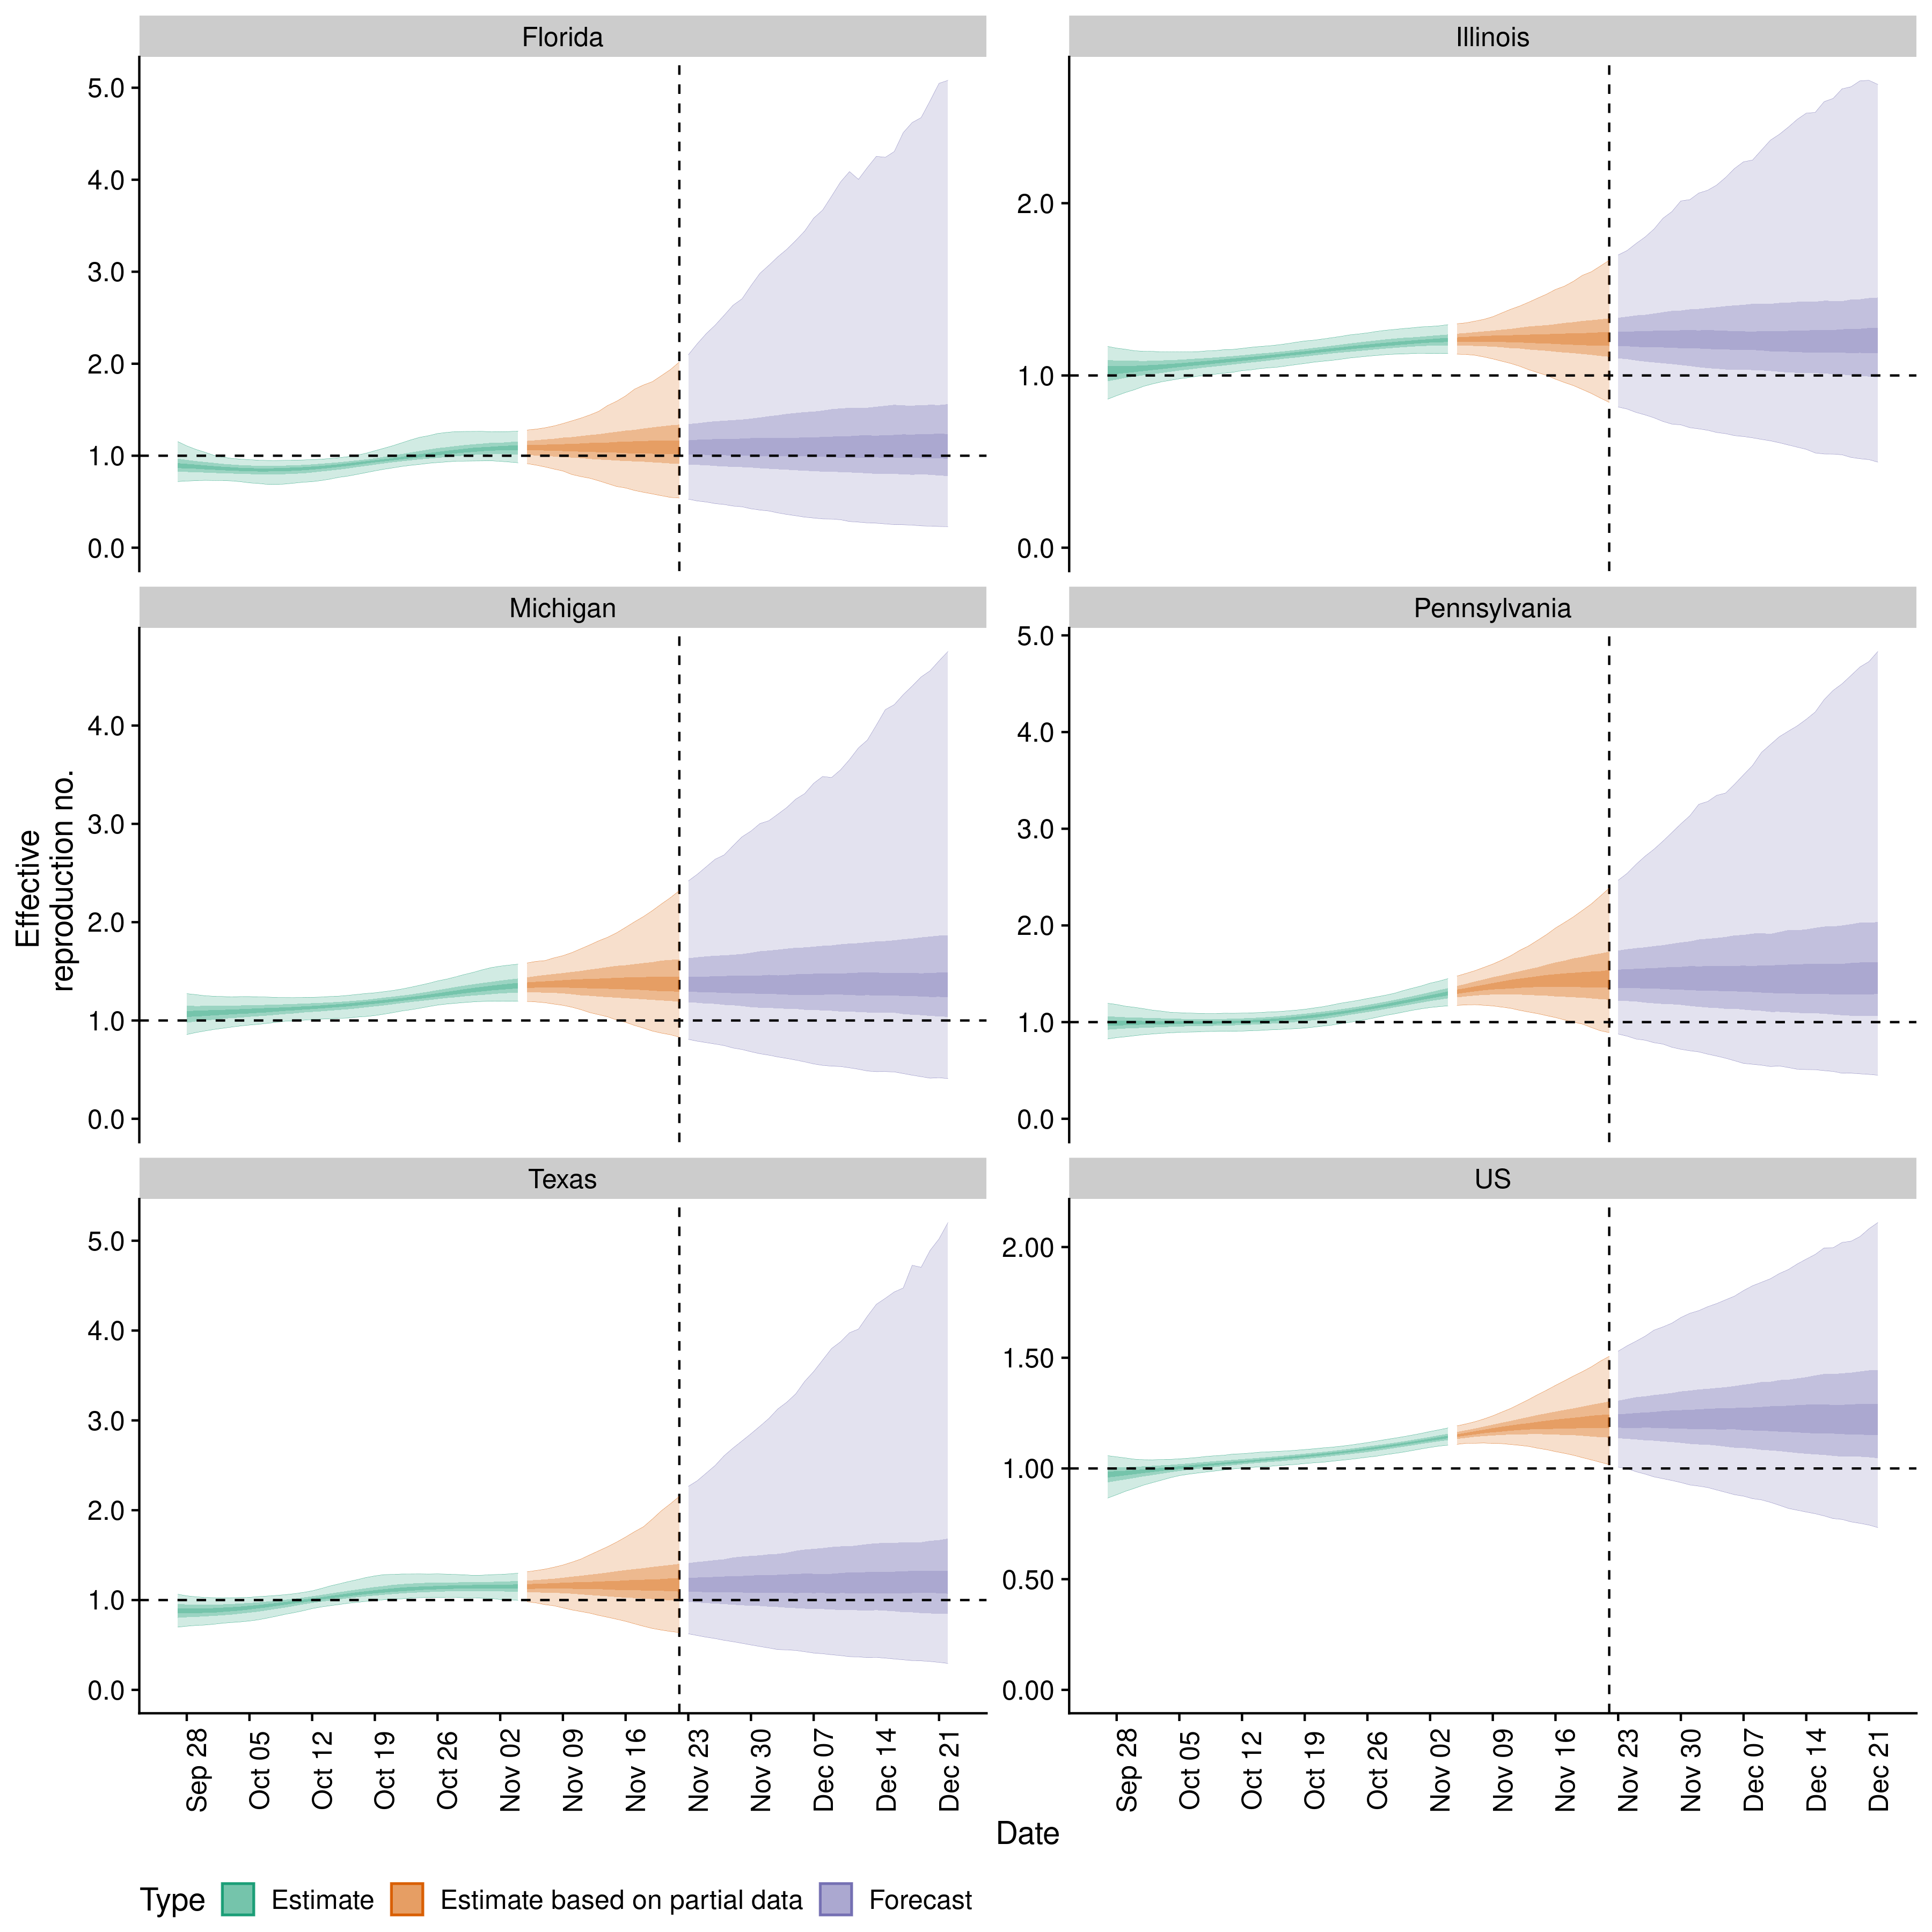 Florida
Illinois
5.0
4.0
3.0
2.0
1.0
0.0
2.0
1.0
0.0
Michigan
Pennsylvania
4.0
3.0
2.0
1.0
0.0
5.0
4.0
3.0
2.0
1.0
0.0
Effective
reproduction no.
Texas
US
5.0
4.0
3.0
2.0
1.0
0.0
2.00
1.50
1.00
0.50
0.00
Sep 28
Oct 05
Oct 12
Oct 19
Oct 26
Nov 02
Nov 09
Nov 16
Nov 23
Nov 30
Dec 07
Dec 14
Dec 21
Sep 28
Oct 05
Oct 12
Oct 19
Oct 26
Nov 02
Nov 09
Nov 16
Nov 23
Nov 30
Dec 07
Dec 14
Dec 21
Date
Type Estimate Estimate based on partial data Forecast